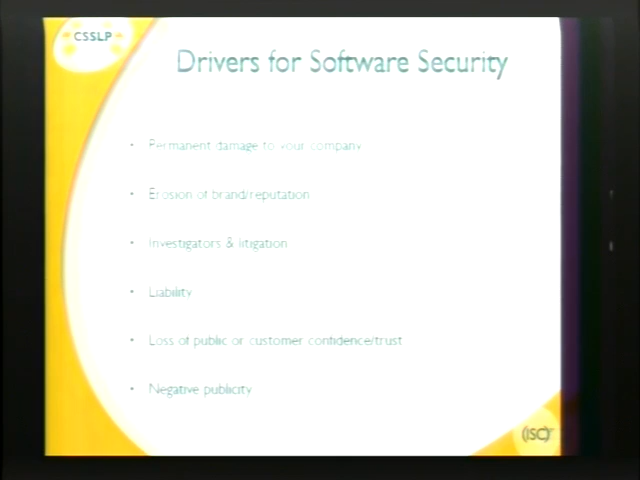 CSSLP
Drivers for Software Security
• Permanent damage to your company
• Erosion of brand/reputation
• Investigators & litigation
• Liability
• Loss of public or customer confidence/trust
• Negative publicity
(ISC)²